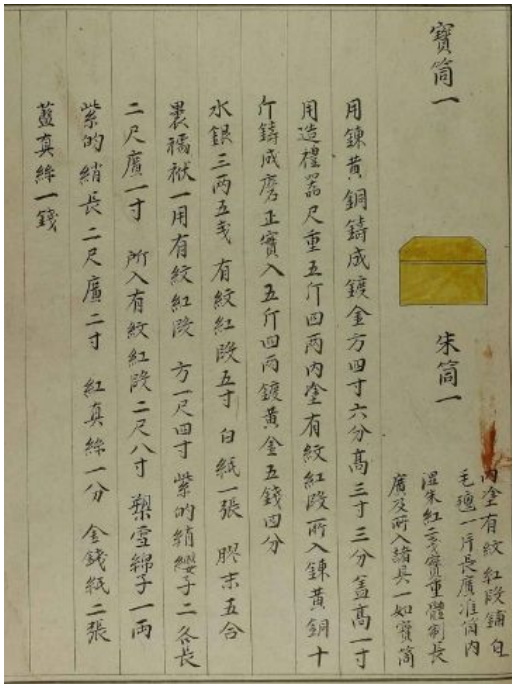 寶筒一
朱筒一
內塗有紋紅段鋪白
毛氊一片長廣准筒內
涅朱紅二戔實重體制長
廣及所入諸具一如寶筒
用鍊黃銅鑄成鍍金方四寸六分高三寸三分盖高一寸
用造禮器尺重五斤四兩內塗有紋紅段所入鍊黃銅十
斤鑄成磨正實入五斤四兩鍍黃金五錢四分
水銀三兩五戔 有紋紅段五寸 白紙一張 膠末五合
裹襦袱一用有紋紅段 方一尺四寸 紫的綃纓子二各長
二尺廣一寸 所入有紋紅段二尺八寸 槊雪綿子一兩
紫的綃長二尺廣二寸 紅真絲一分 金錢紙二張
藍真絲一錢